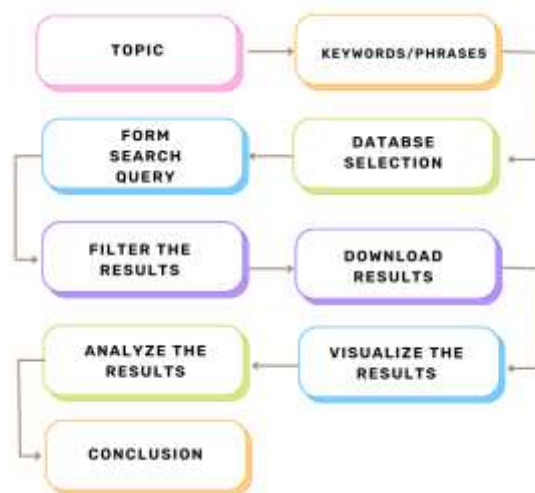 TOPIC
KEYWORDS/PHRASES
DATABSE
SELECTION
FORM
SEARCH
QUERY
FILTER THE
RESULTS
DOWNLOAD
RESULTS
VISUALIZE THE
RESULTS
ANALYZE THE
RESULTS
CONCLUSION